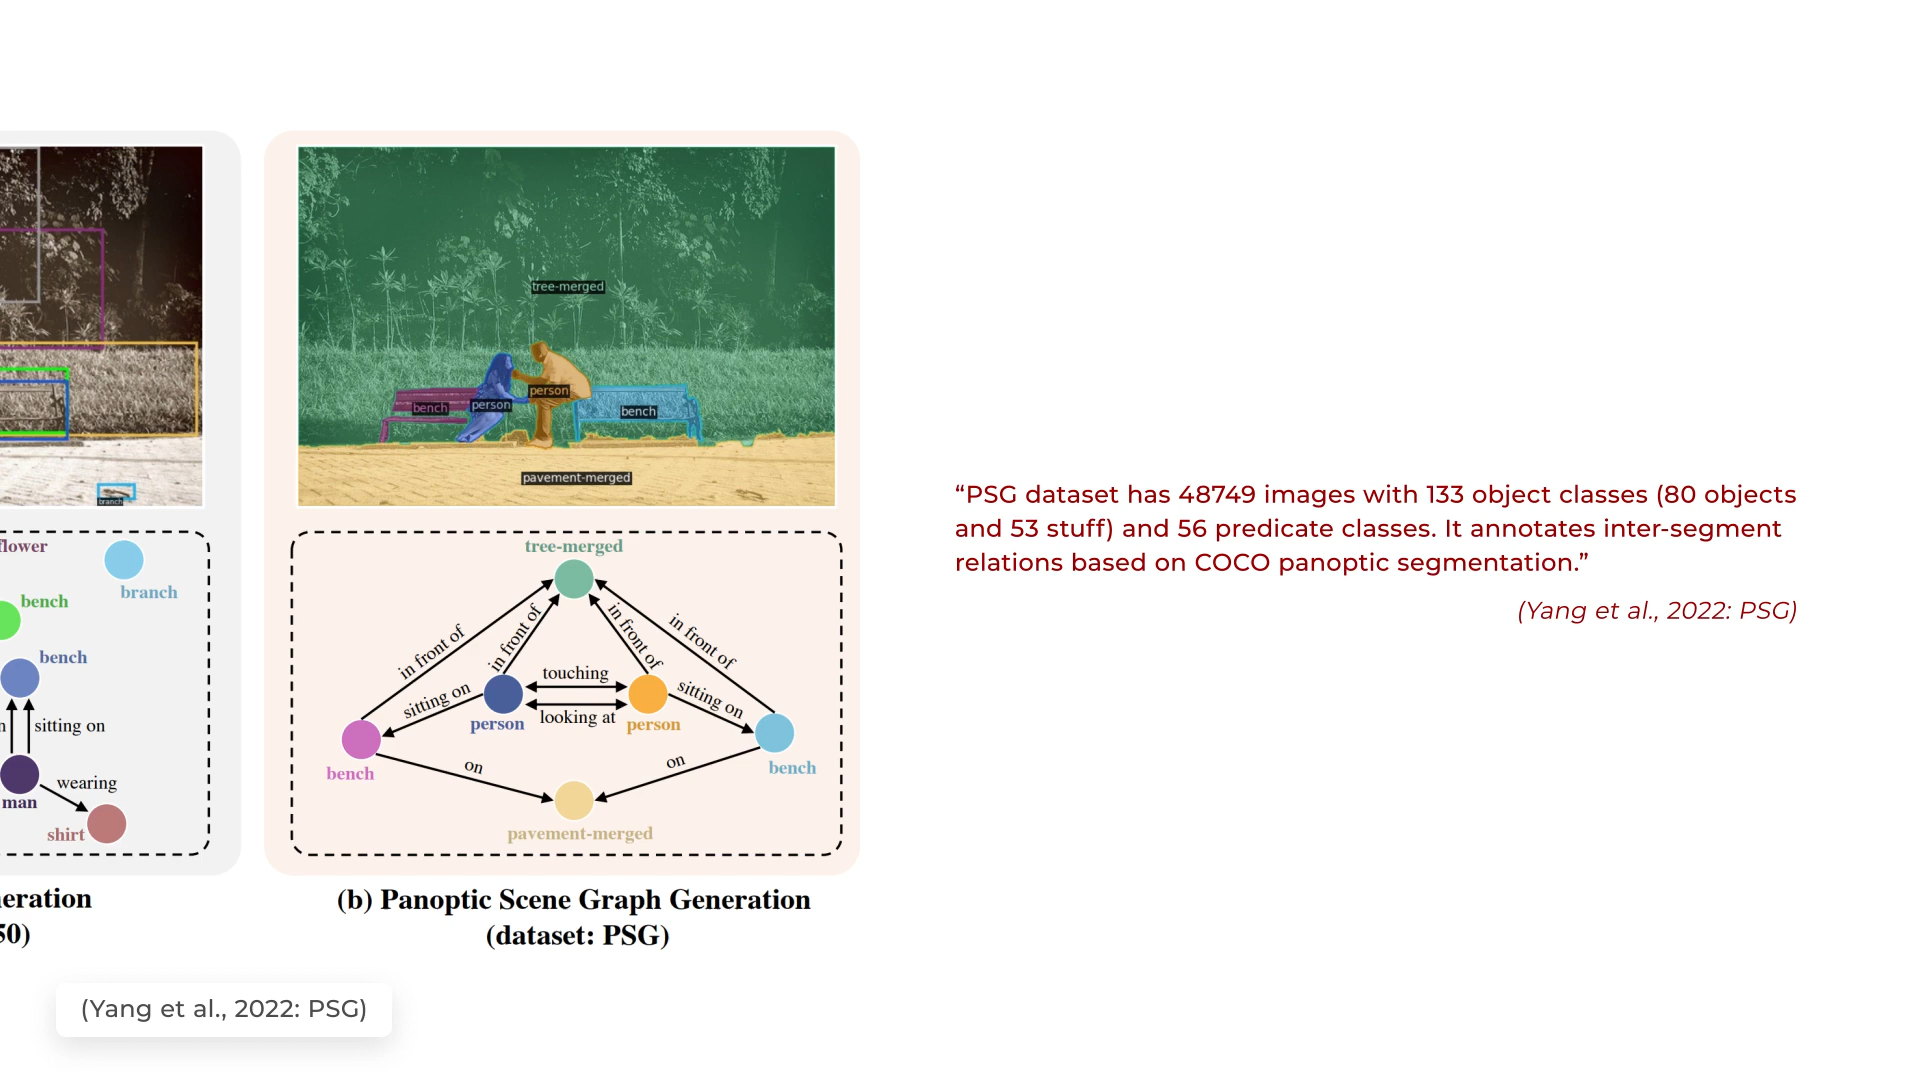 branch
flower
branch
bench
bench
sitting on
wearing
man
shirt
eneration
50)
tree-merged
bench
person
person
bench
pavement-merged
tree-merged
in front of
in front of
in front of
in front of
sitting on
touching
looking at
sitting on
person
person
bench
bench
on
on
pavement-merged
(b) Panoptic Scene Graph Generation
(dataset: PSG)
“PSG dataset has 48749 images with 133 object classes (80 objects
and 53 stuff) and 56 predicate classes. It annotates inter-segment
relations based on COCO panoptic segmentation.”
(Yang et al., 2022: PSG)
(Yang et al., 2022: PSG)